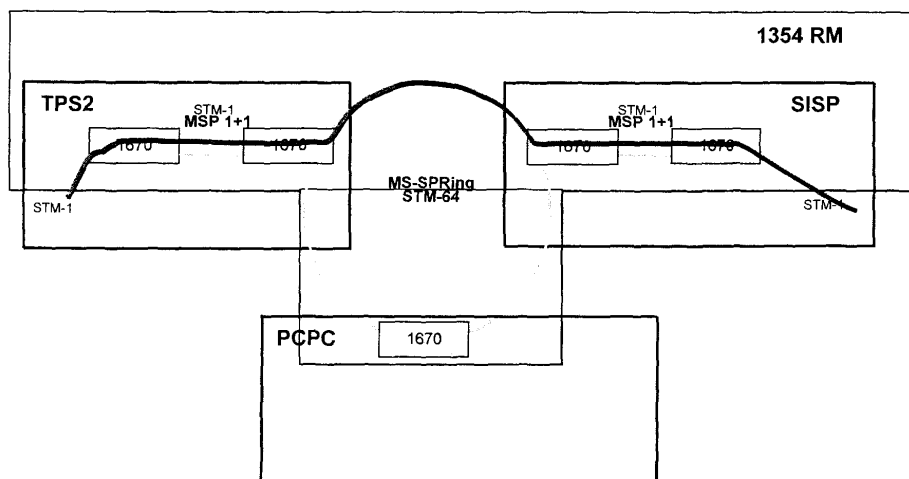 1354 RM
TPS2
SISP
STM-1
MSP 1+1
STM-1
MSP 1+1
1670
1670
1670
1670
MS-SPRing
STM-64
STM-1
STM-1
PCPC
1670